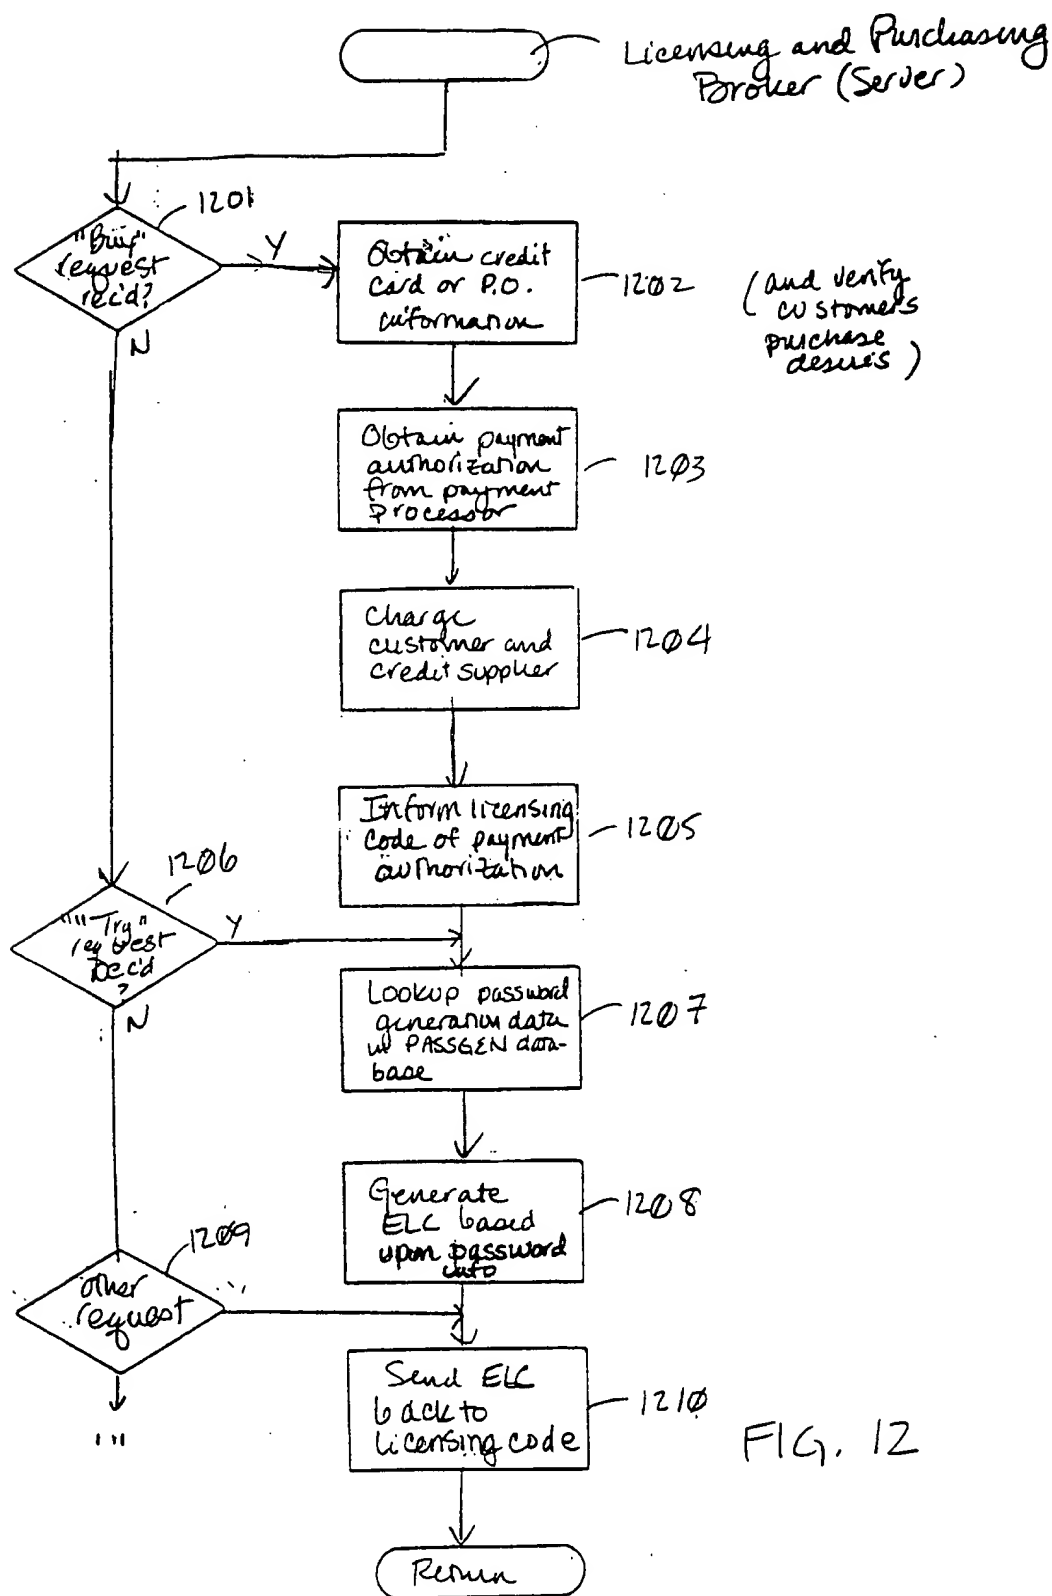 Licensing and Purchasing
Broker (Server)
1201
"Buy"
request
rec'd?
Y
N
Obtain credit
card or P.O.
information
1202
(and verify
customers
purchase
desires)
Obtain payment
authorization
from payment
processor
1203
Charge
customer and
credit supplier
1204
Inform licensing
code of payment
authorization
1205
1206
"Try"
request
rec'd
?
Y
N
Lookup password
generation data
in PASSGEN data-
base
1207
Generate
ELC based
upon password
info
1208
1209
other
request
...
Send ELC
back to
licensing code
1210
Return
FIG. 12